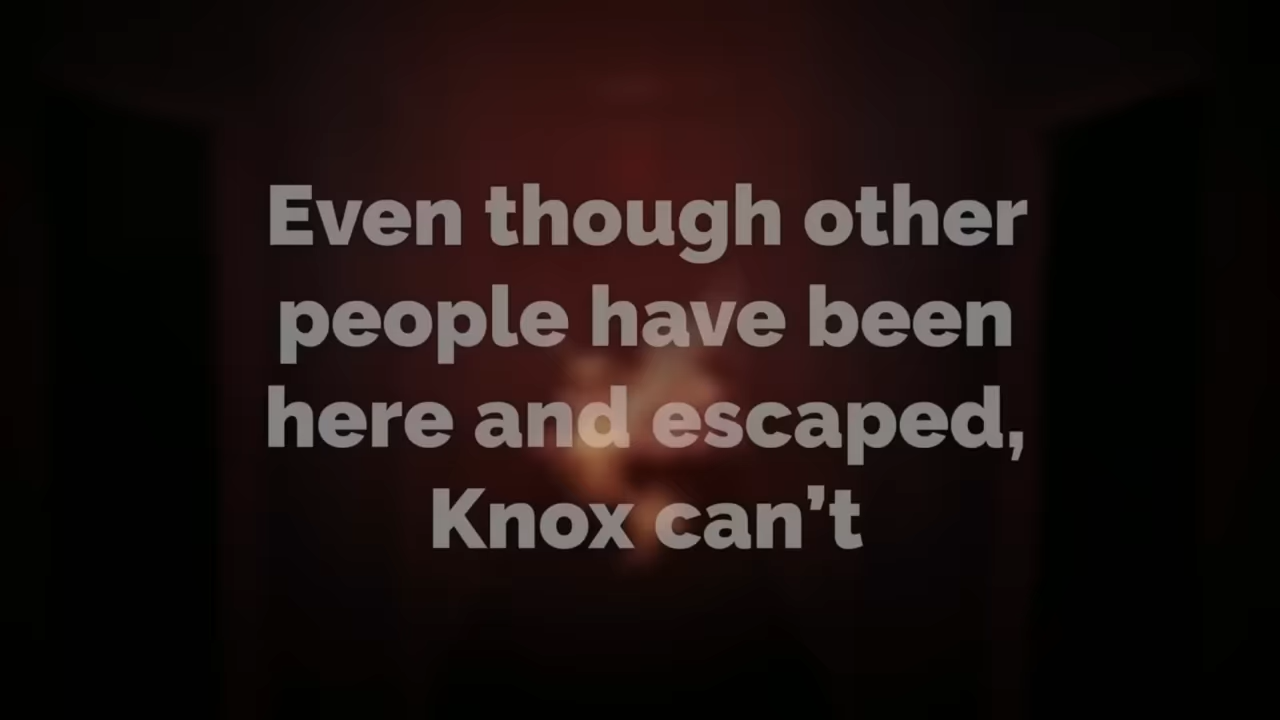 Even though other
people have been
here and escaped,
Knox can’t